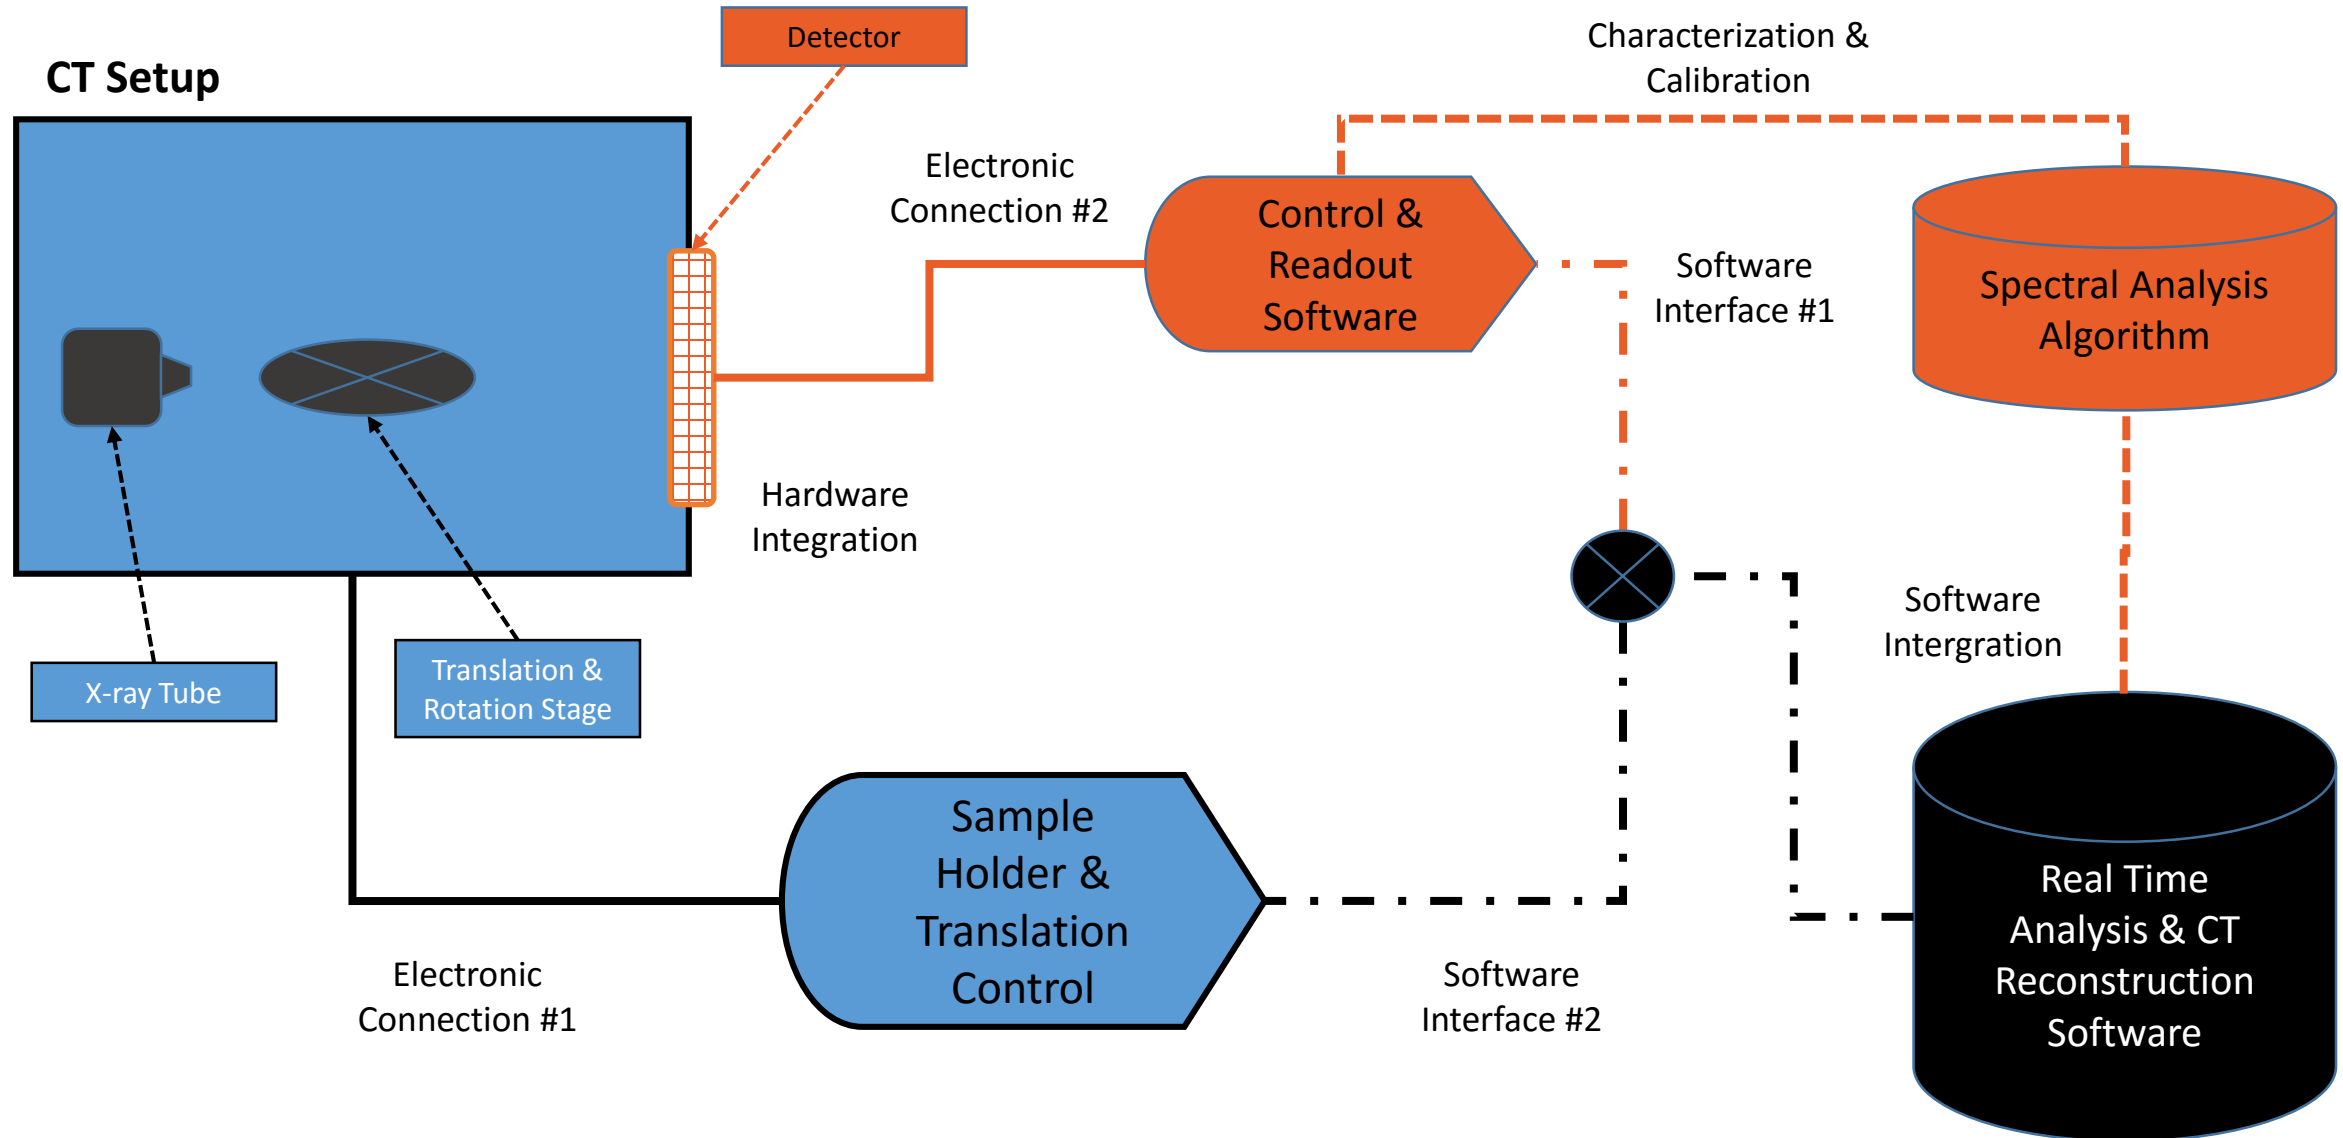 Detector
Characterization &
Calibration
CT Setup
Electronic
Connection #2
Control &
Readout
Software
Software
Interface #1
Spectral Analysis
Algorithm
Hardware
Integration
Software
Intergration
X-ray Tube
Translation &
Rotation Stage
Sample
Holder &
Translation
Control
Real Time
Analysis & CT
Reconstruction
Software
Electronic
Connection #1
Software
Interface #2